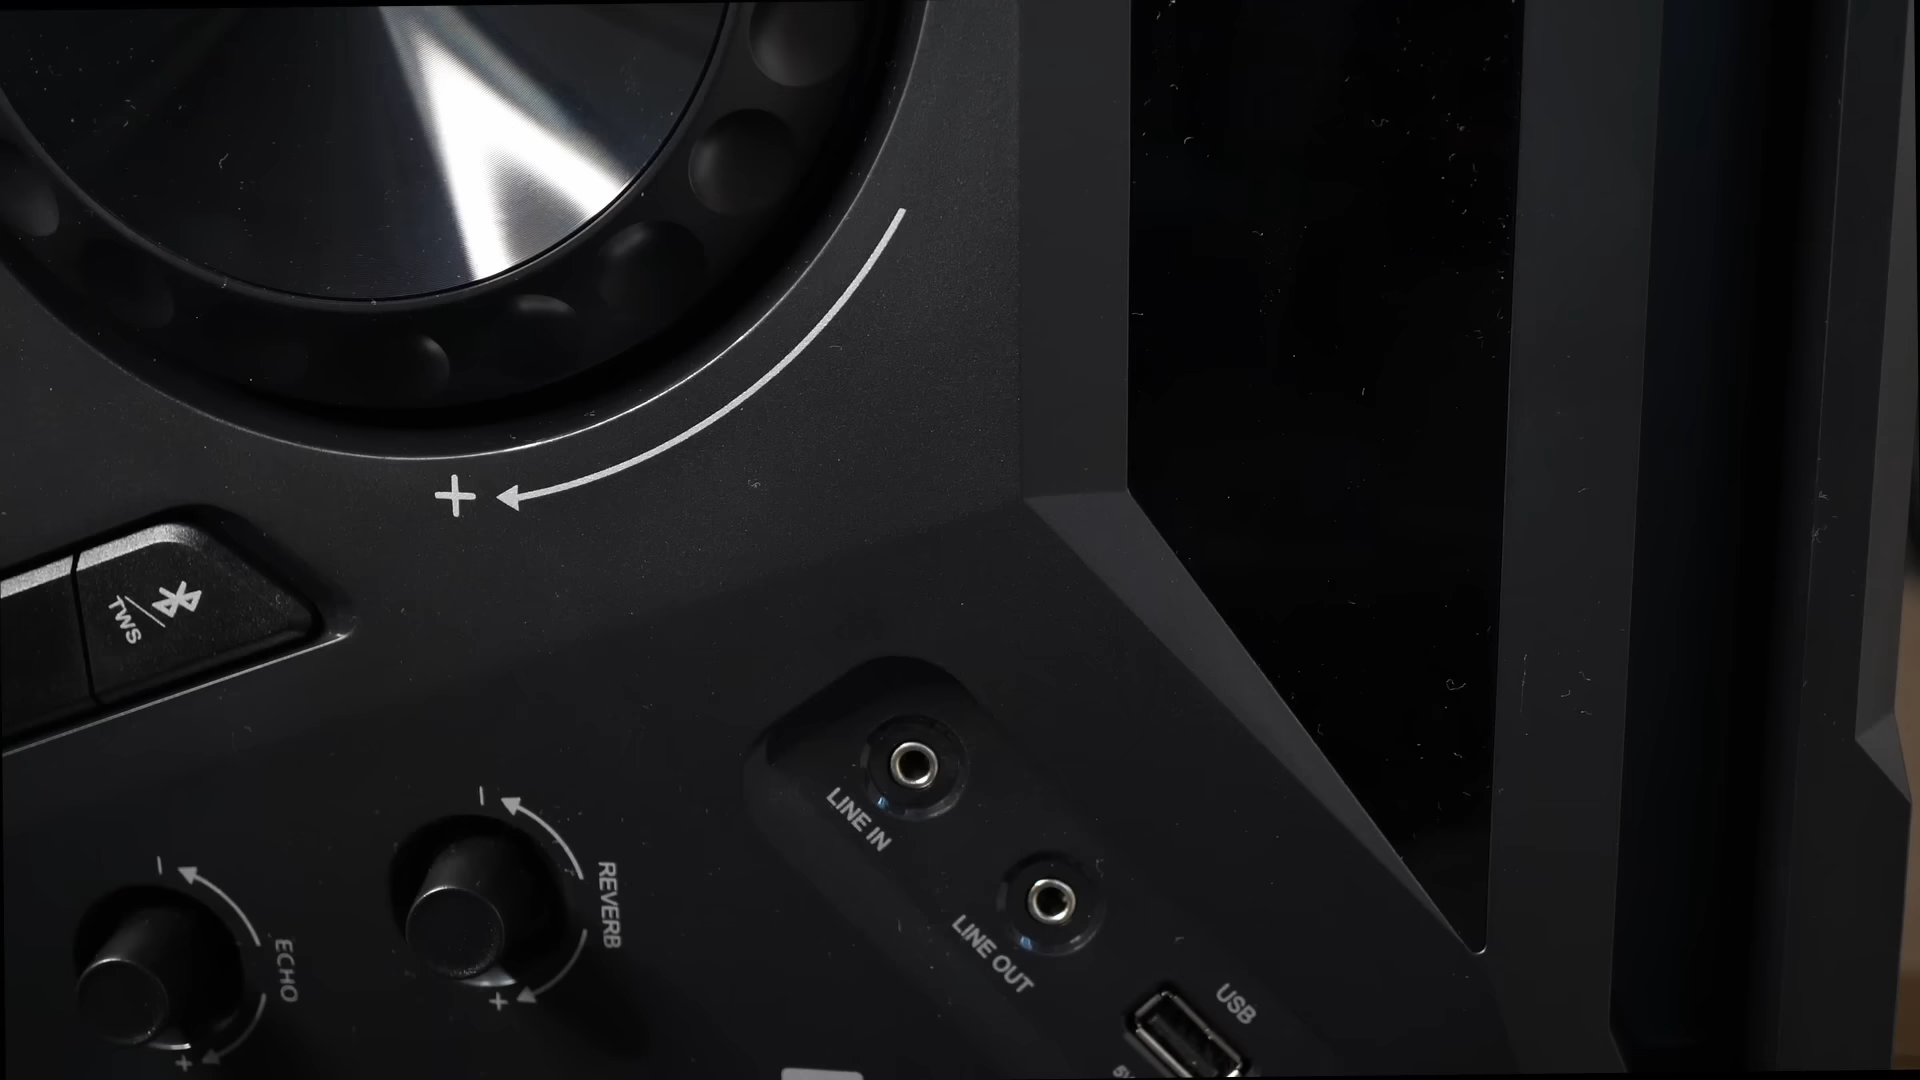 TWS
LINE IN
REVERB
LINE OUT
ECHO
USB